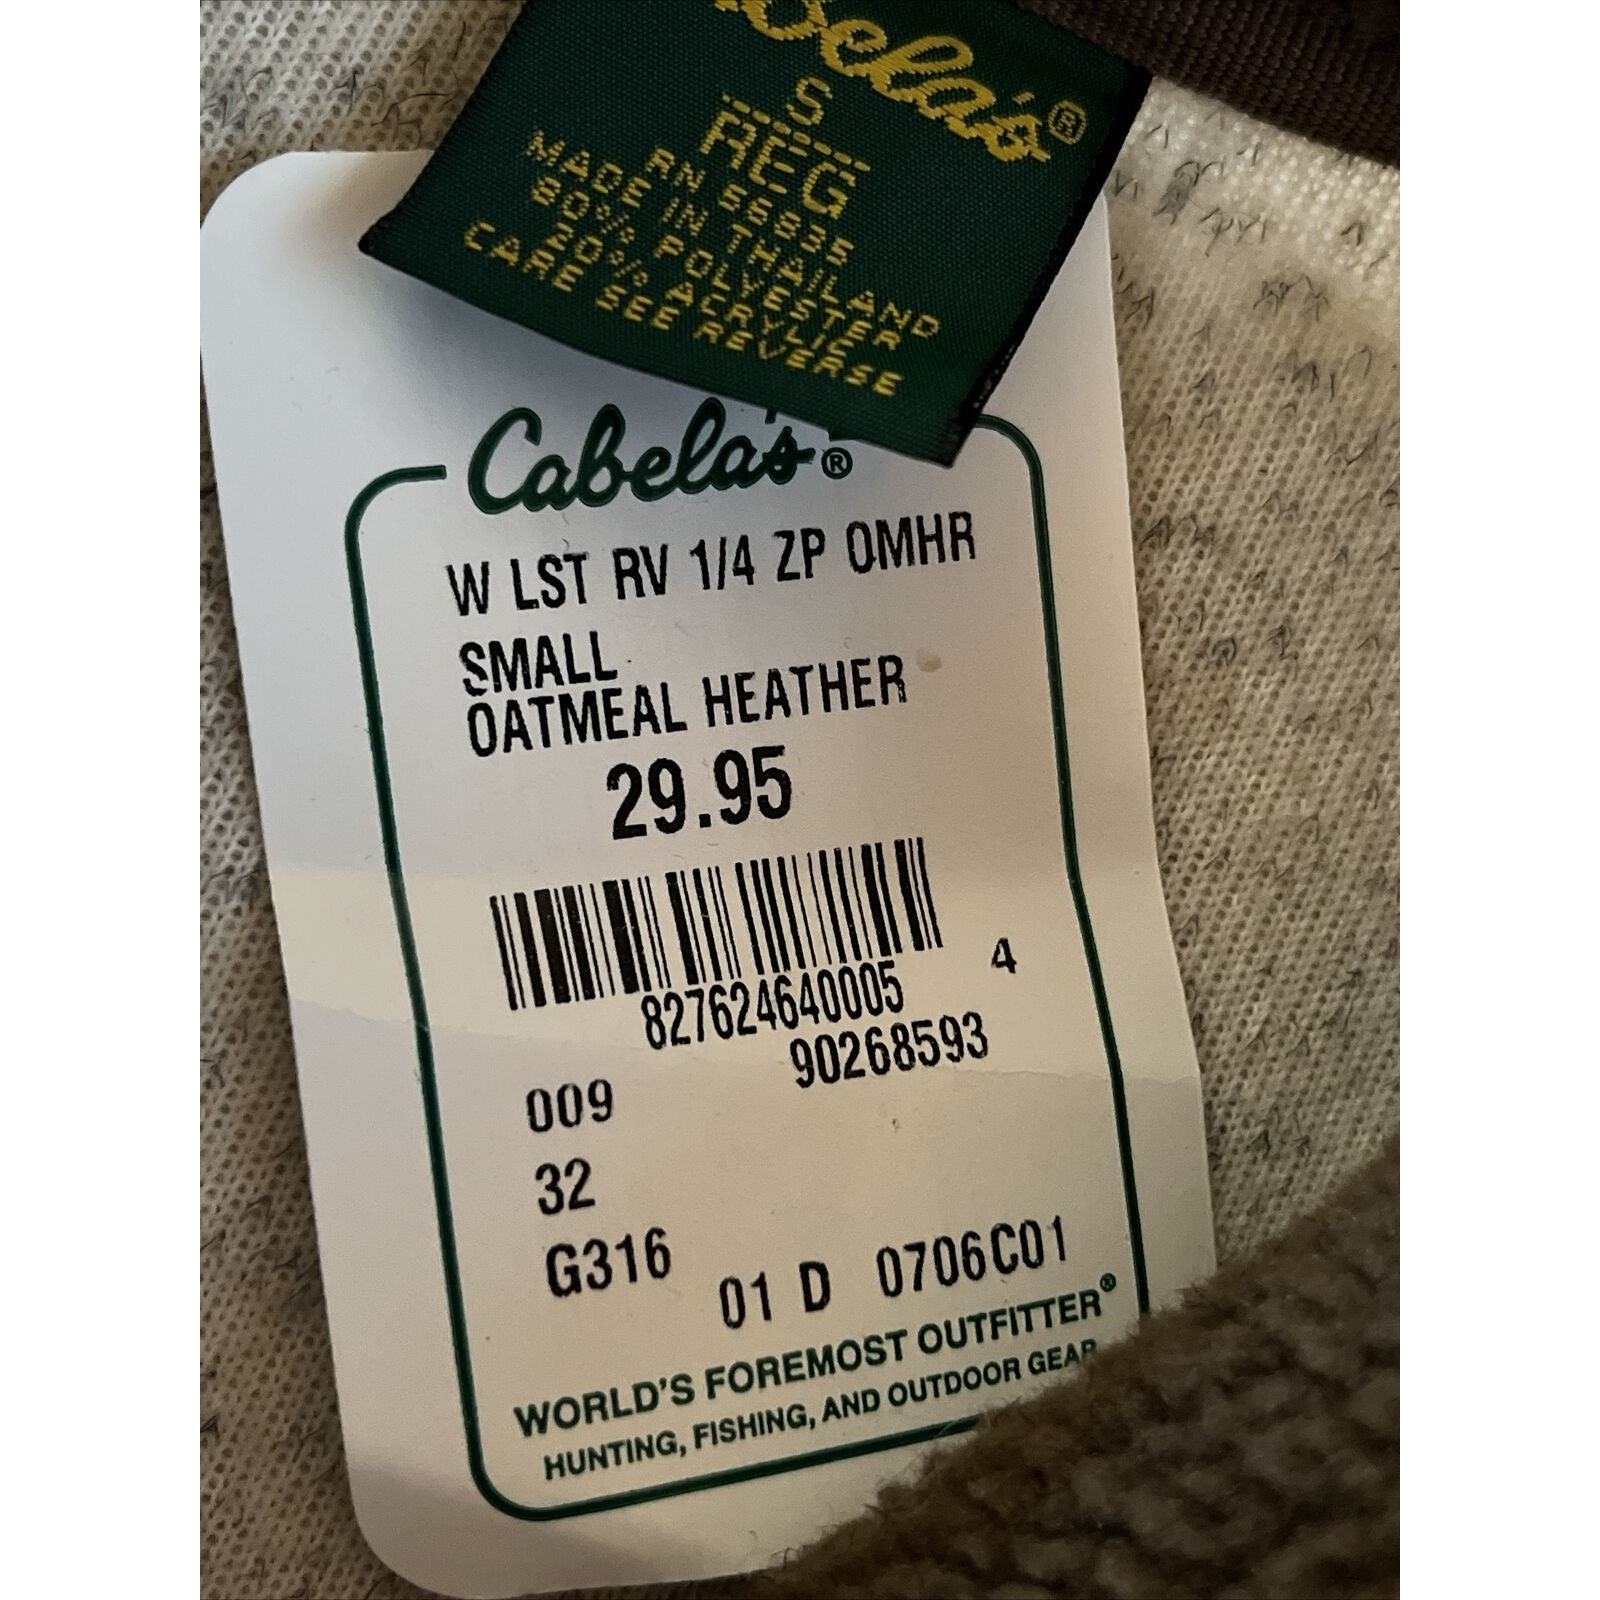 Cabela's®
S
REG
RN 56835
MADE IN THAILAND
80% POLYESTER
20% ACRYLIC
CARE SEE REVERSE
Cabela's®
W LST RV 1/4 ZP OMHR
SMALL
OATMEAL HEATHER
29.95
827624640005 4
90268593
009
32
G316
01 D 0706C01
WORLD'S FOREMOST OUTFITTER®
HUNTING, FISHING, AND OUTDOOR GEAR